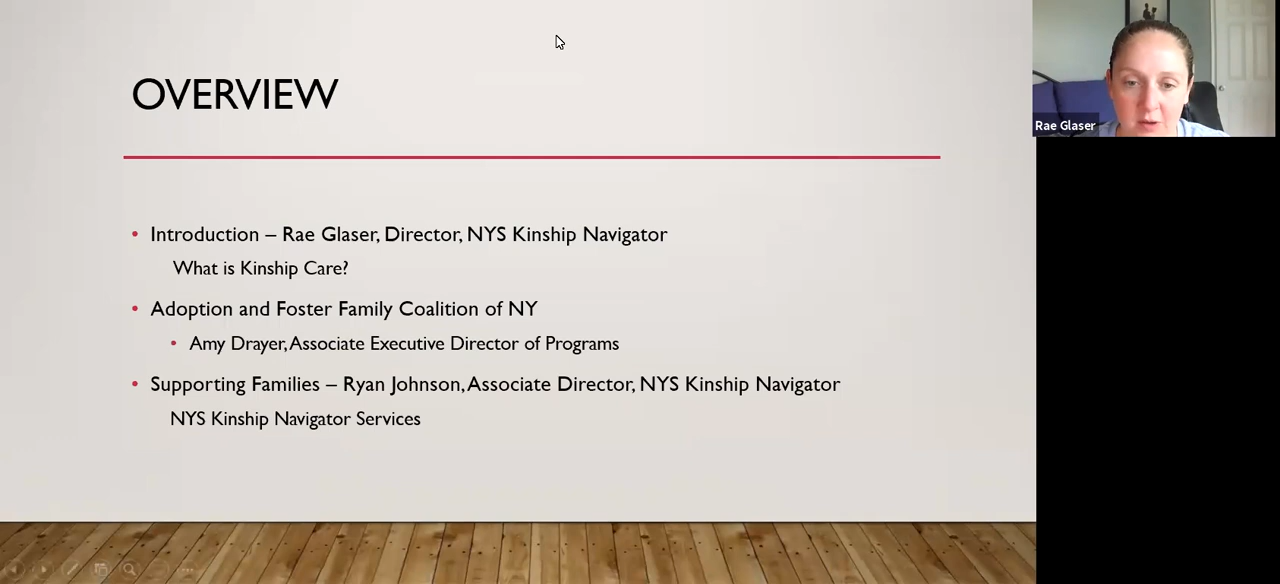 OVERVIEW
Introduction – Rae Glaser, Director, NYS Kinship Navigator
What is Kinship Care?
Adoption and Foster Family Coalition of NY
Amy Drayer, Associate Executive Director of Programs
Supporting Families – Ryan Johnson, Associate Director, NYS Kinship Navigator
NYS Kinship Navigator Services
Rae Glaser